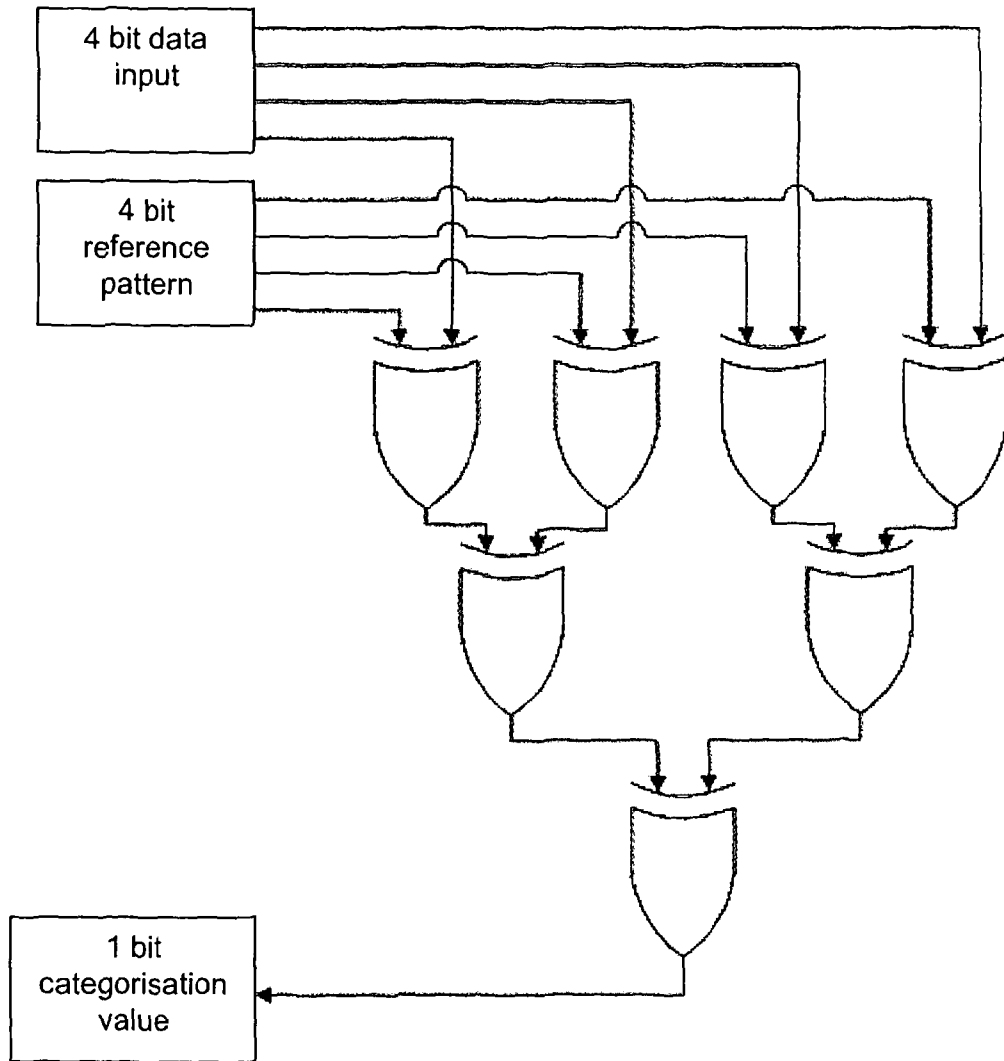 4 bit data
input
4 bit
reference
pattern
1 bit
categorisation
value